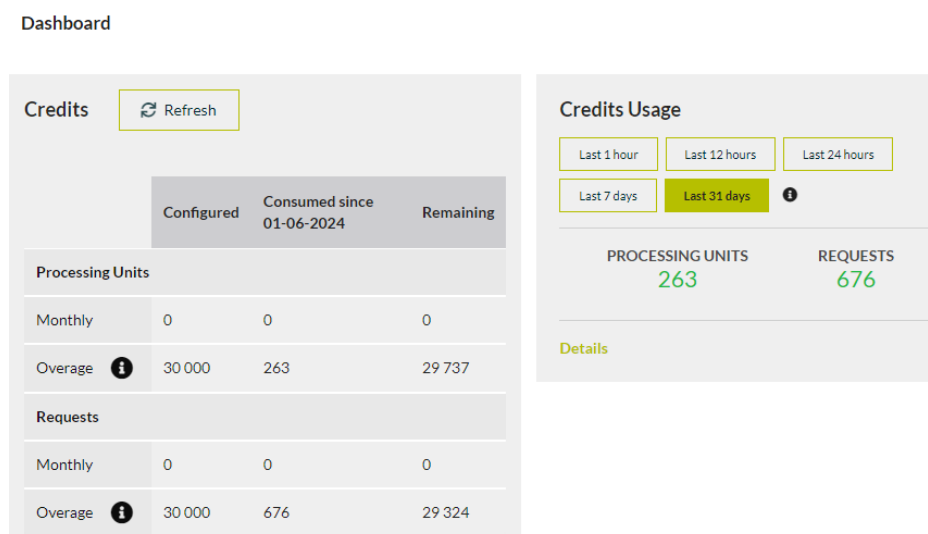 Dashboard
Credits
Refresh
Configured Consumed since 01-06-2024 Remaining
Processing Units
Monthly 0 0 0
Overage 30 000 263 29 737
Requests
Monthly 0 0 0
Overage 30 000 676 29 324
Credits Usage
Last 1 hour Last 12 hours Last 24 hours
Last 7 days Last 31 days
PROCESSING UNITS REQUESTS
263 676
Details